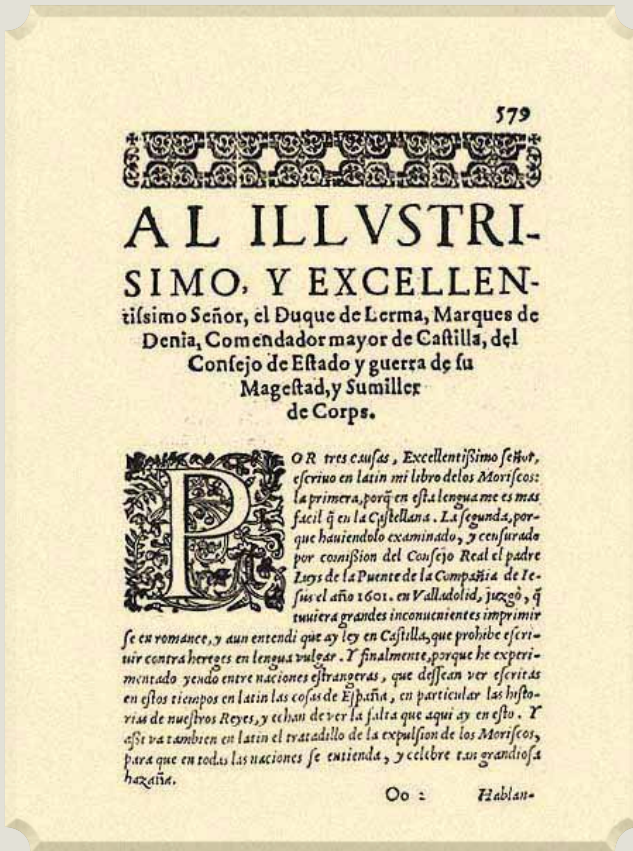 579
AL ILLVSTRI-
SIMO, Y EXCELLEN-
tiſsimo Señor, el Duque de Lerma, Marques de
Denia, Comendador mayor de Caſtilla, del
Conſejo de Eſtado y guerra de ſu
Mageſtad, y Sumiller
de Corps.
POR tres cauſas, Excellentißimo ſeñor,
eſcriuo en latin mi libro delos Moriſcos:
la primera, porq̃ en eſta lengua me es mas
facil q̃ en la Caſtellana. La ſegunda, por-
que hauiendolo examinado, y cenſurado
por comißion del Conſejo Real el padre
Luys de la Puente de la Compañia de Ie-
ſus el año 1601. en Valladolid, juzgò, q̃
tuuiera grandes inconuenientes imprimir
ſe en romance, y aun entendi que ay ley en Caſtilla, que prohibe eſcri-
uir contra hereges en lengua vulgar. Y finalmente, porque he experi-
mentado yendo entre naciones eſtrangeras, que deſſean ver eſcritas
en eſtos tiempos en latin las coſas de Eſpaña, en particular las hiſto-
rias de nueſtros Reyes, y echan de ver la falta que aqui ay en eſto. Y
aßi va tambien en latin el tratadillo de la expulſion de los Moriſcos,
para que en todas las naciones ſe entienda, y celebre tan grandioſa
hazaña.
Oo 2 Hablan-